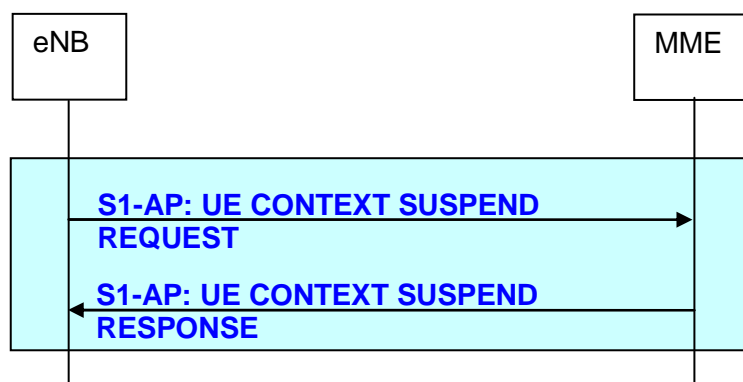 eNB
MME
S1-AP: UE CONTEXT SUSPEND
REQUEST
S1-AP: UE CONTEXT SUSPEND
RESPONSE